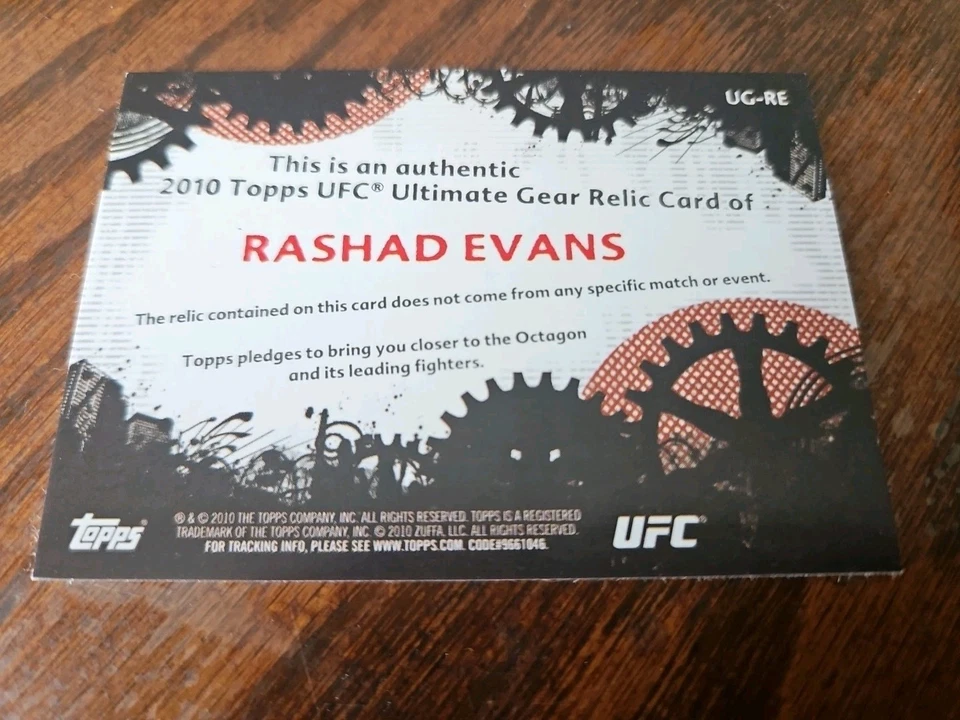 UG-RE
This is an authentic
2010 Topps UFC® Ultimate Gear Relic Card of
RASHAD EVANS
The relic contained on this card does not come from any specific match or event.
Topps pledges to bring you closer to the Octagon
and its leading fighters.
topps®
® & © 2010 THE TOPPS COMPANY, INC. ALL RIGHTS RESERVED. TOPPS IS A REGISTERED
TRADEMARK OF THE TOPPS COMPANY, INC. © 2010 ZUFFA, LLC. ALL RIGHTS RESERVED.
FOR TRACKING INFO, PLEASE SEE WWW.TOPPS.COM. CODE#9661046.
UFC®